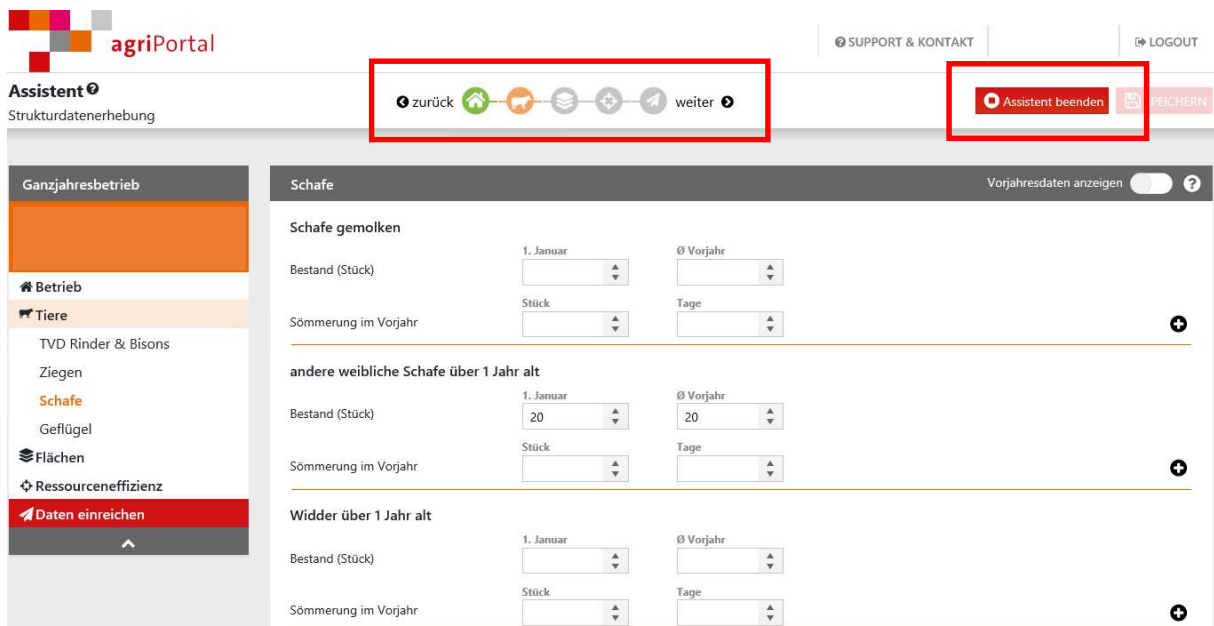 agriPortal
SUPPORT & KONTAKT
LOGOUT
Assistent
Strukturdatenerhebung
zurück
weiter
Assistent beenden
SPEICHERN
Ganzjahresbetrieb
Betrieb
Tiere
TVD Rinder & Bisons
Ziegen
Schafe
Geflügel
Flächen
Ressourceneffizienz
Daten einreichen
Schafe
Vorjahresdaten anzeigen
Schafe gemolken
1. Januar Ø Vorjahr
Bestand (Stück)
Stück Tage
Sömmerung im Vorjahr
andere weibliche Schafe über 1 Jahr alt
1. Januar Ø Vorjahr
Bestand (Stück) 20 20
Stück Tage
Sömmerung im Vorjahr
Widder über 1 Jahr alt
1. Januar Ø Vorjahr
Bestand (Stück)
Stück Tage
Sömmerung im Vorjahr